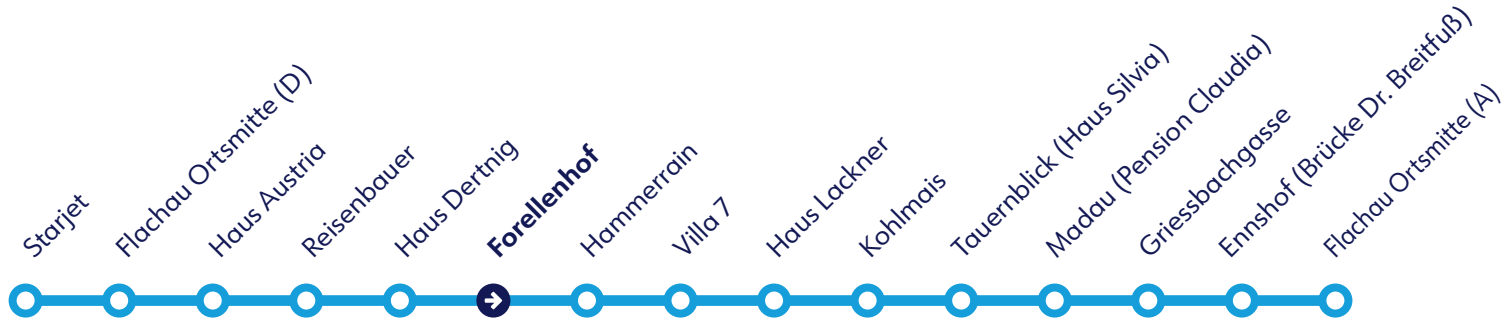 Starjet
Flachau Ortsmitte (D)
Haus Austria
Reisenbauer
Haus Dertnig
Forellenhof
Hammerrain
Villa 7
Haus Lackner
Kohlmais
Tauernblick (Haus Silvia)
Madau (Pension Claudia)
Griessbachgasse
Ennshof (Brücke Dr. Breitfuß)
Flachau Ortsmitte (A)